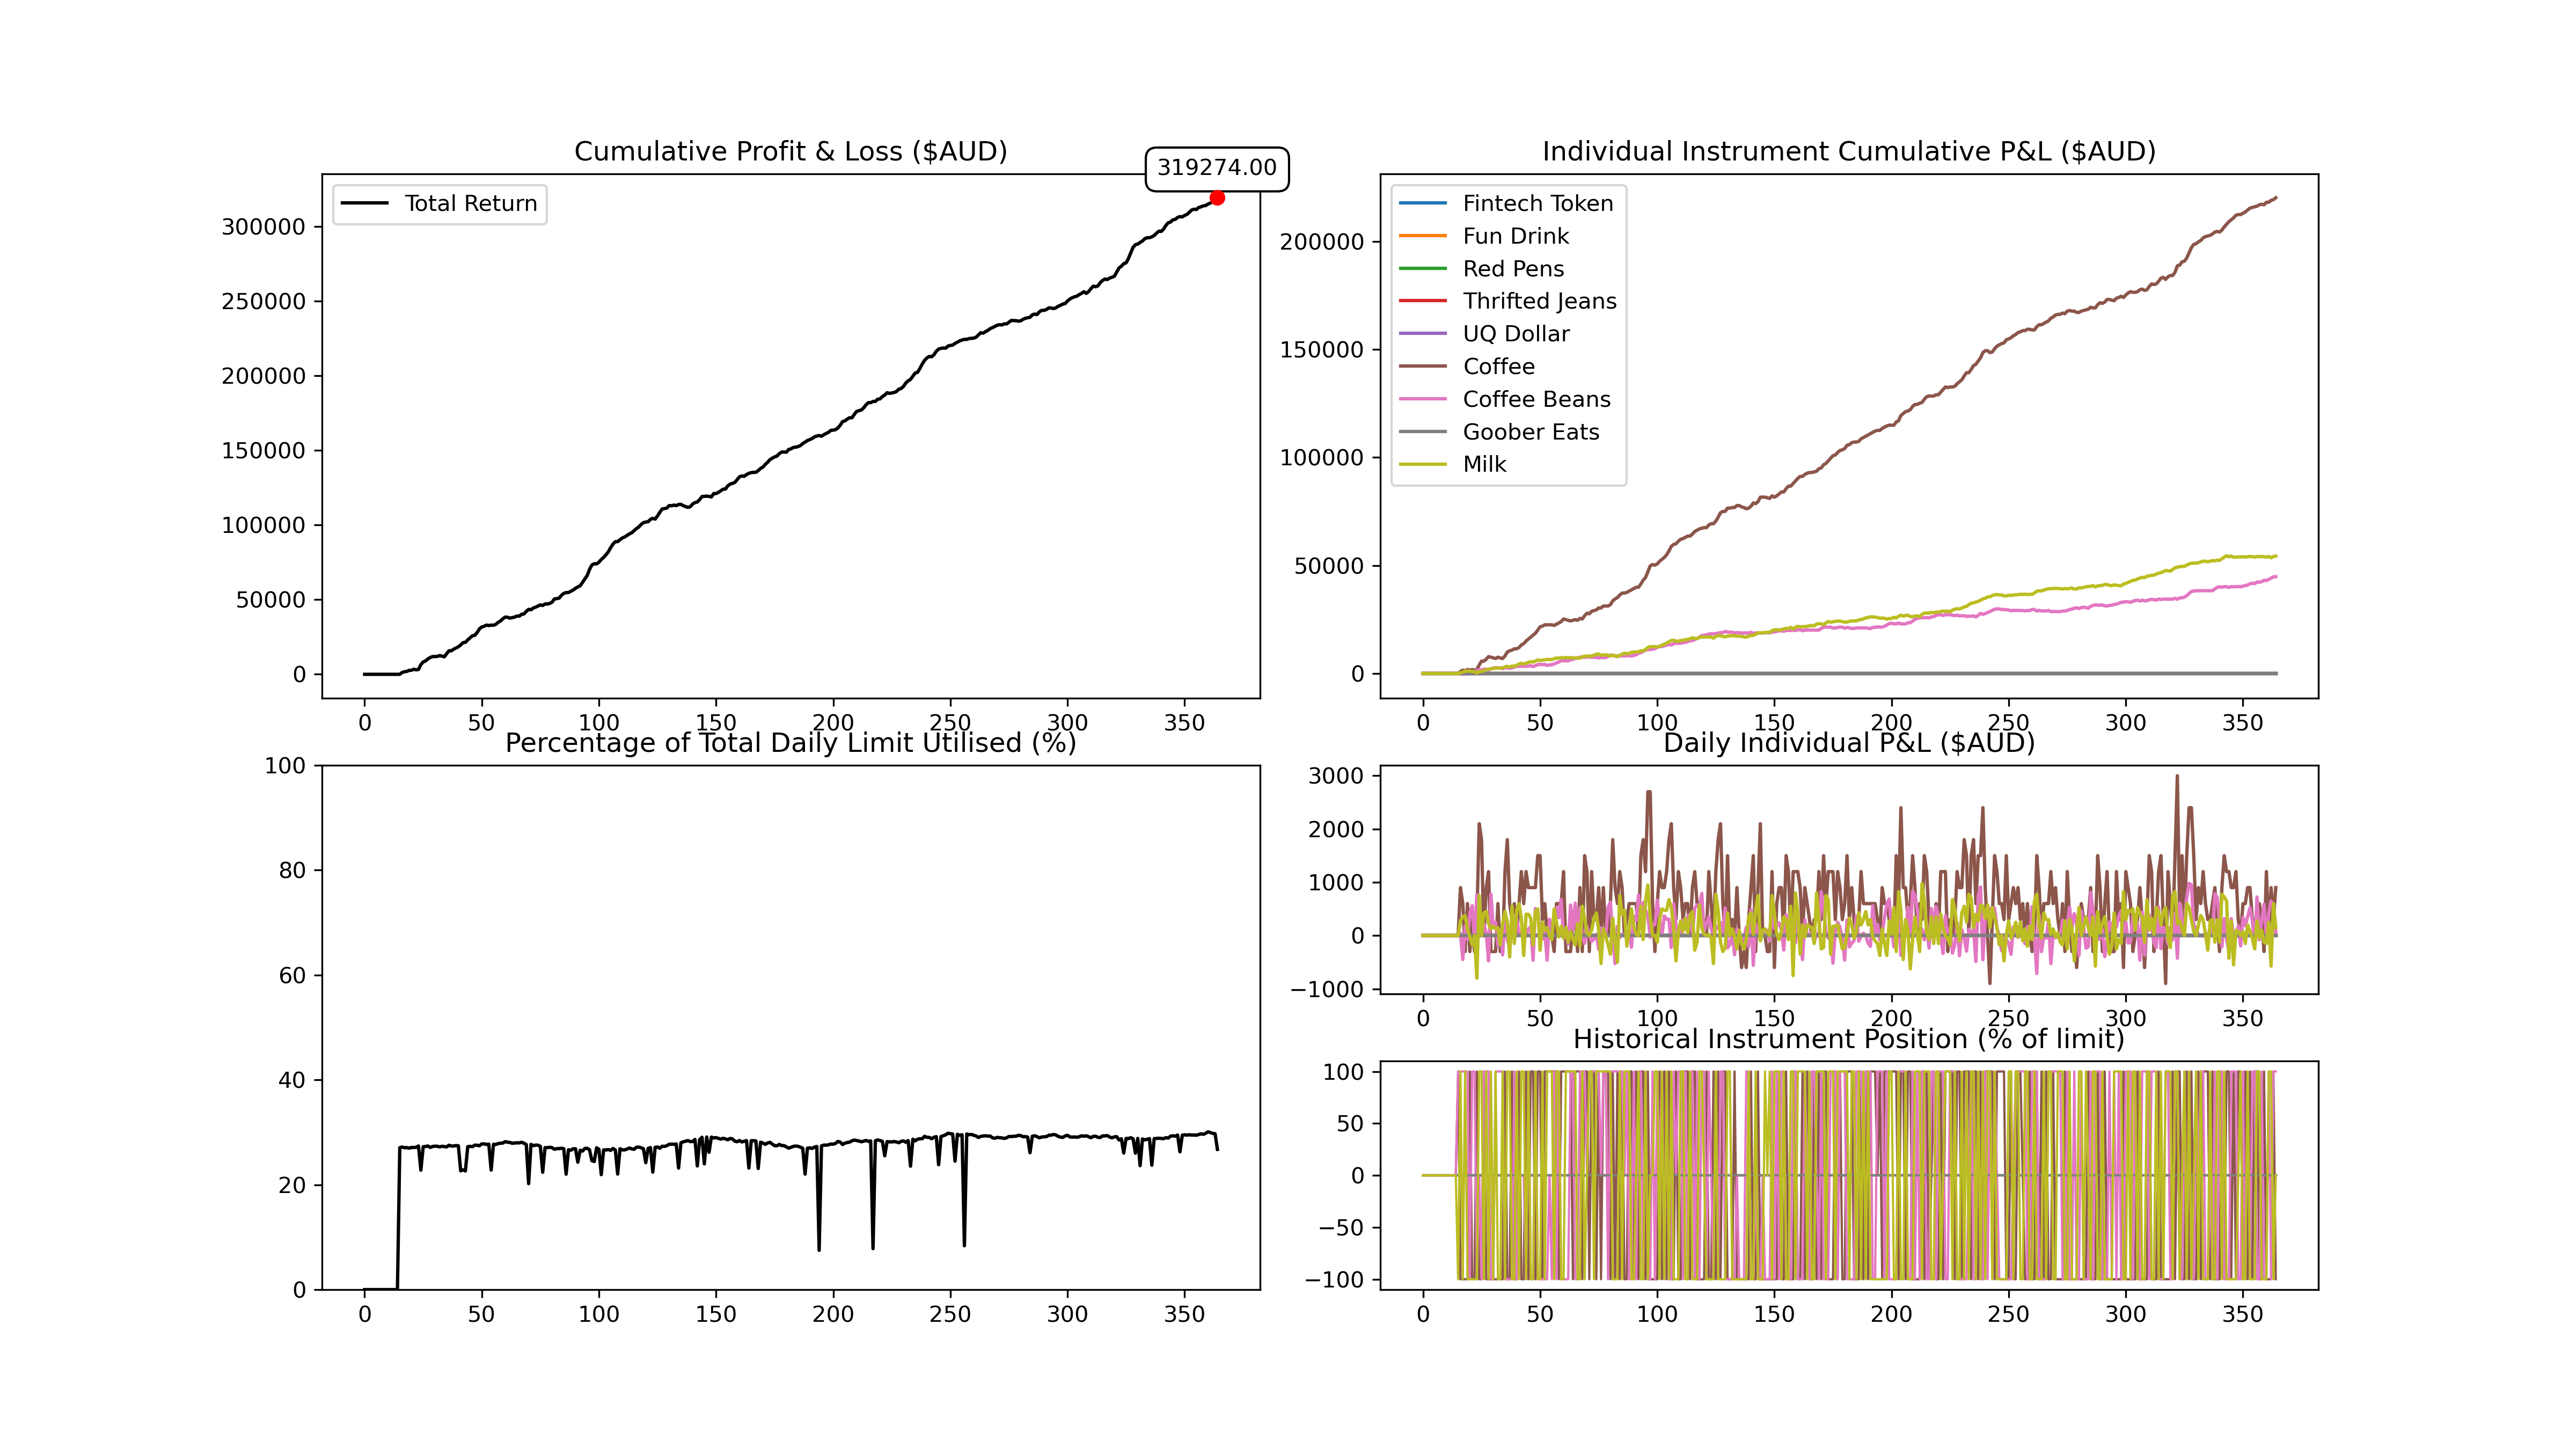 Cumulative Profit & Loss ($AUD)
319274.00
Total Return
300000
250000
200000
150000
100000
50000
0
0 50 100 150 200 250 300 350
Individual Instrument Cumulative P&L ($AUD)
Fintech Token
Fun Drink
Red Pens
Thrifted Jeans
UQ Dollar
Coffee
Coffee Beans
Goober Eats
Milk
200000
150000
100000
50000
0
0 50 100 150 200 250 300 350
Percentage of Total Daily Limit Utilised (%)
100
80
60
40
20
0
0 50 100 150 200 250 300 350
Daily Individual P&L ($AUD)
3000
2000
1000
0
−1000
0 50 100 150 200 250 300 350
Historical Instrument Position (% of limit)
100
50
0
−50
−100
0 50 100 150 200 250 300 350